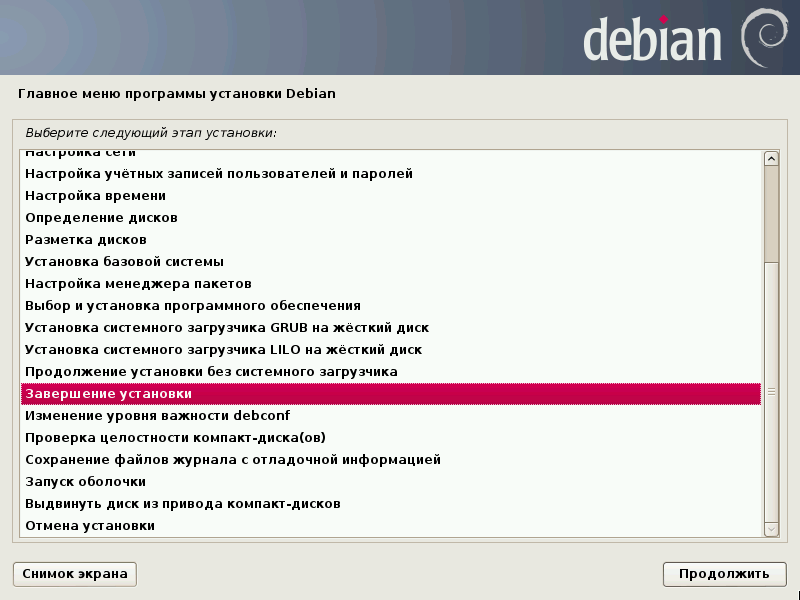 debian
Главное меню программы установки Debian
Выберите следующий этап установки:
Настройка сети
Настройка учётных записей пользователей и паролей
Настройка времени
Определение дисков
Разметка дисков
Установка базовой системы
Настройка менеджера пакетов
Выбор и установка программного обеспечения
Установка системного загрузчика GRUB на жёсткий диск
Установка системного загрузчика LILO на жёсткий диск
Продолжение установки без системного загрузчика
Завершение установки
Изменение уровня важности debconf
Проверка целостности компакт-диска(ов)
Сохранение файлов журнала с отладочной информацией
Запуск оболочки
Выдвинуть диск из привода компакт-дисков
Отмена установки
Снимок экрана
Продолжить